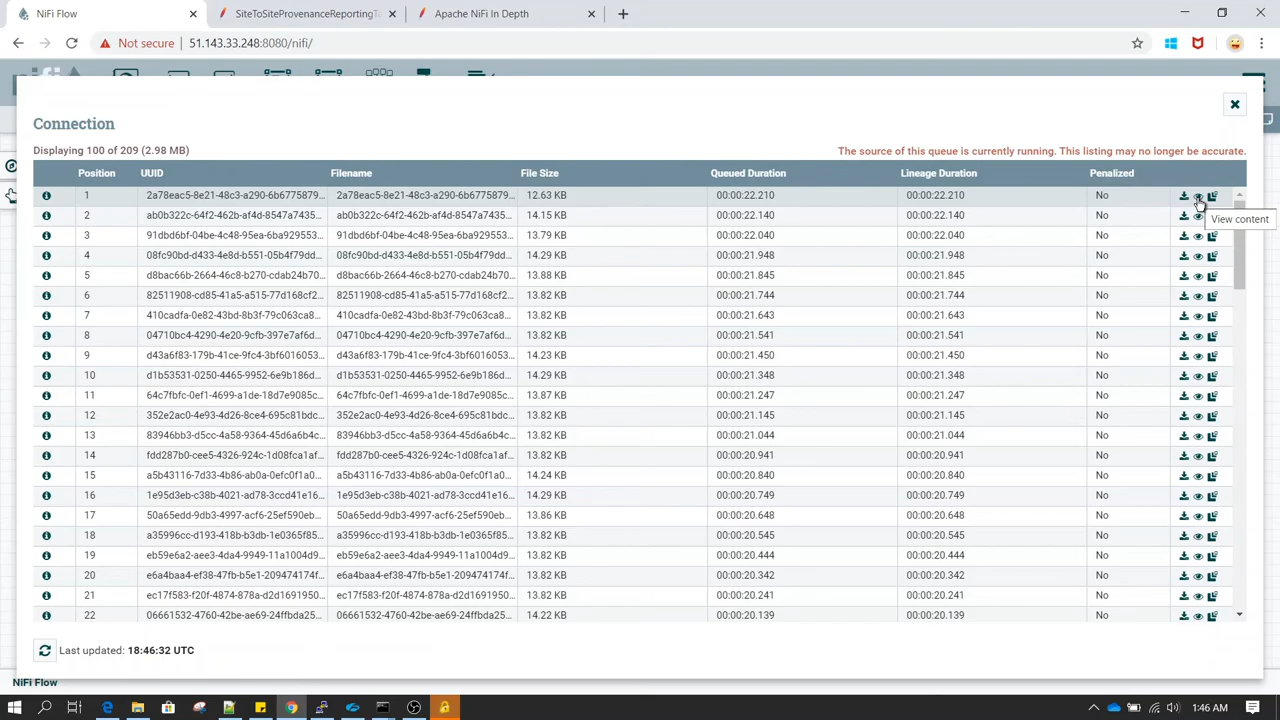 NiFi Flow
SiteToSiteProvenanceReportingT
Apache NiFi In Depth
Not secure 51.143.33.248:8080/nifi/
Connection
Displaying 100 of 209 (2.98 MB)
The source of this queue is currently running. This listing may no longer be accurate.
Position UUID Filename File Size Queued Duration Lineage Duration Penalized
1 2a78eac5-8e21-48c3-a290-6b6775879... 2a78eac5-8e21-48c3-a290-6b6775879... 12.63 KB 00:00:22.210 00:00:22.210 No
2 ab0b322c-64f2-462b-af4d-8547a7435... ab0b322c-64f2-462b-af4d-8547a7435... 14.15 KB 00:00:22.140 00:00:22.140 No
View content
3 91dbd6bf-04be-4c48-95ec-6ba929553... 91dbd6bf-04be-4c48-95ec-6ba929553... 13.79 KB 00:00:22.040 00:00:22.040 No
4 08fc90bd-d433-4e8d-b551-05b4f79dd... 08fc90bd-d433-4e8d-b551-05b4f79dd... 14.29 KB 00:00:21.948 00:00:21.948 No
5 d8bac66b-2664-46c8-b270-cdab24b70... d8bac66b-2664-46c8-b270-cdab24b70... 13.88 KB 00:00:21.845 00:00:21.845 No
6 82511908-cd85-41a5-a515-77d168cf2... 82511908-cd85-41a5-a515-77d168cf2... 13.82 KB 00:00:21.744 00:00:21.744 No
7 410cadfa-0e82-43bd-8b3f-79c063ca8... 410cadfa-0e82-43bd-8b3f-79c063ca8... 13.82 KB 00:00:21.643 00:00:21.643 No
8 04710bc4-4290-4e20-9cfb-397e7af6d... 04710bc4-4290-4e20-9cfb-397e7af6d... 13.82 KB 00:00:21.541 00:00:21.541 No
9 d43a6f83-179b-41ce-9fc4-3bf6016053... d43a6f83-179b-41ce-9fc4-3bf6016053... 14.23 KB 00:00:21.450 00:00:21.450 No
10 d1b53531-0250-4465-9952-6e9b186d... d1b53531-0250-4465-9952-6e9b186d... 14.29 KB 00:00:21.348 00:00:21.348 No
11 64c7fbfc-0ef1-4699-a1de-18d7e9085c... 64c7fbfc-0ef1-4699-a1de-18d7e9085c... 13.87 KB 00:00:21.247 00:00:21.247 No
12 352e2ac0-4e93-4d26-8ce4-695c81bdc... 352e2ac0-4e93-4d26-8ce4-695c81bdc... 13.82 KB 00:00:21.145 00:00:21.145 No
13 83946bb3-d5cc-4a58-9364-45d6a6b4c... 83946bb3-d5cc-4a58-9364-45d6a6b4c... 13.82 KB 00:00:21.044 00:00:21.044 No
14 fdd287b0-cee5-4326-924c-1d08fca1af... fdd287b0-cee5-4326-924c-1d08fca1af... 13.82 KB 00:00:20.941 00:00:20.941 No
15 a5b43116-7d33-4b86-ab0a-0efc0f1a0... a5b43116-7d33-4b86-ab0a-0efc0f1a0... 14.24 KB 00:00:20.840 00:00:20.840 No
16 1e95d3eb-c38b-4021-ad78-3ccd41e16... 1e95d3eb-c38b-4021-ad78-3ccd41e16... 14.29 KB 00:00:20.749 00:00:20.749 No
17 50a65edd-9db3-4997-acf6-25ef590eb... 50a65edd-9db3-4997-acf6-25ef590eb... 13.86 KB 00:00:20.648 00:00:20.648 No
18 a35996cc-d193-418b-b3db-1e0365f85... a35996cc-d193-418b-b3db-1e0365f85... 13.82 KB 00:00:20.545 00:00:20.545 No
19 eb59e6a2-aee3-4da4-9949-11a1004d9... eb59e6a2-aee3-4da4-9949-11a1004d9... 13.82 KB 00:00:20.444 00:00:20.444 No
20 e6a4baa4-ef38-47fb-b5e1-209474174f... e6a4baa4-ef38-47fb-b5e1-209474174f... 13.82 KB 00:00:20.342 00:00:20.342 No
21 ec17f583-f20f-4874-878a-d2d1691950... ec17f583-f20f-4874-878a-d2d1691950... 13.82 KB 00:00:20.241 00:00:20.241 No
22 06661532-4760-42be-ae69-24ffbda25... 06661532-4760-42be-ae69-24ffbda25... 14.22 KB 00:00:20.139 00:00:20.139 No
Last updated: 18:46:32 UTC
NiFi Flow
1:46 AM